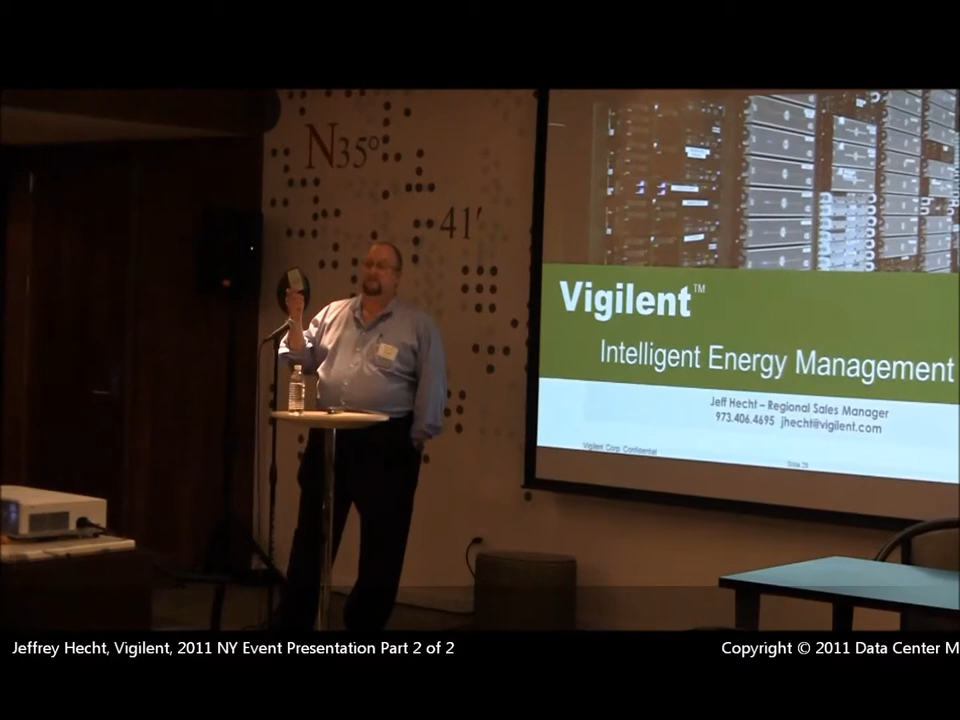 N35°
41′
Vigilent™
Intelligent Energy Management
Jeff Hecht – Regional Sales Manager
973.406.4695 jhecht@vigilent.com
Vigilent Corp Confidential
Jeffrey Hecht, Vigilent, 2011 NY Event Presentation Part 2 of 2
Copyright © 2011 Data Center M